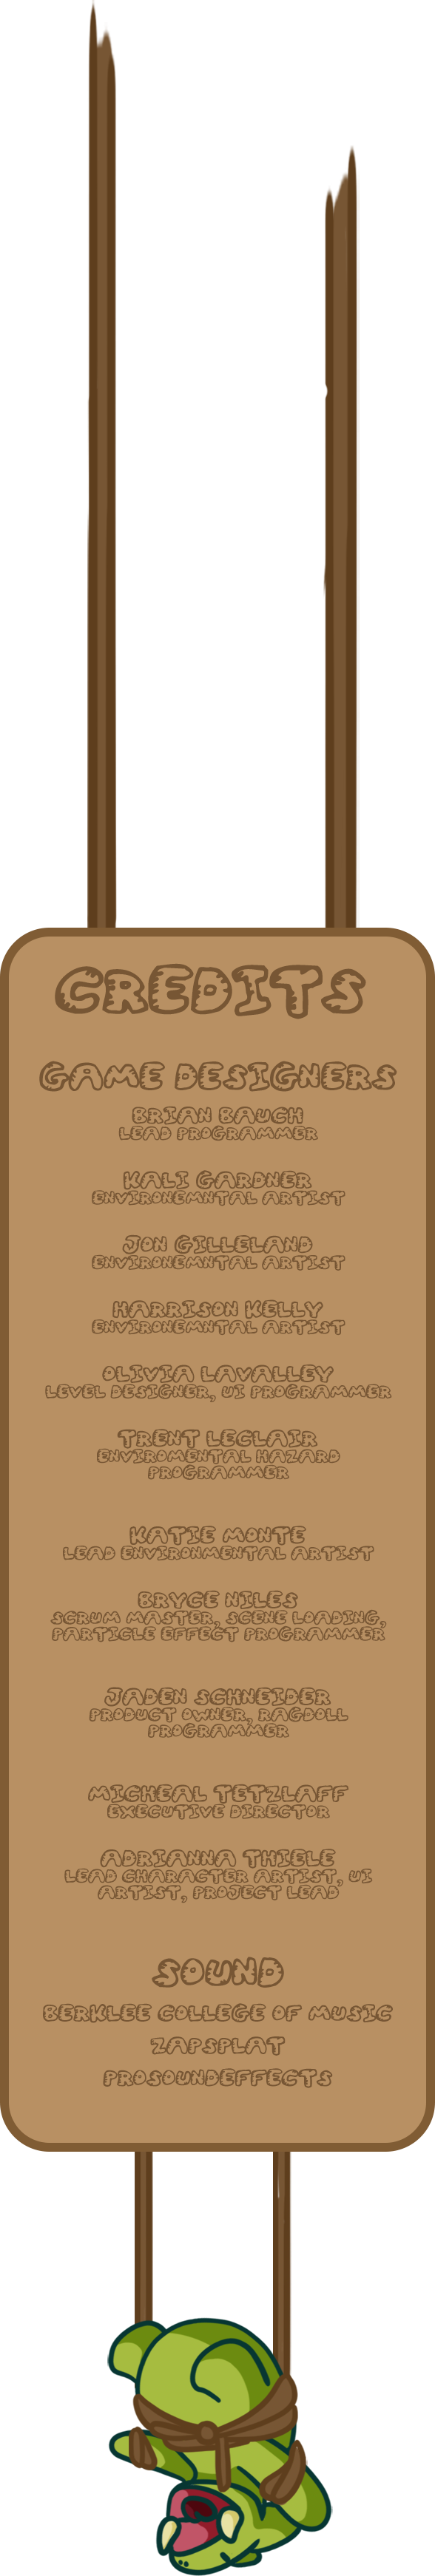 CREDITS
GAME DESIGNERS
BRIAN BAUCH
LEAD PROGRAMMER
KALI GARDNER
ENVIRONEMNTAL ARTIST
JON GILLELAND
ENVIRONEMNTAL ARTIST
HARRISON KELLY
ENVIRONEMNTAL ARTIST
OLIVIA LAVALLEY
LEVEL DESIGNER, UI PROGRAMMER
TRENT LECLAIR
ENVIROMENTAL HAZARD
PROGRAMMER
KATIE MONTE
LEAD ENVIRONMENTAL ARTIST
BRYCE NILES
SCRUM MASTER, SCENE LOADING,
PARTICLE EFFECT PROGRAMMER
JADEN SCHNEIDER
PRODUCT OWNER, RAGDOLL
PROGRAMMER
MICHEAL TETZLAFF
EXECUTIVE DIRECTOR
ADRIANNA THIELE
LEAD CHARACTER ARTIST, UI
ARTIST, PROJECT LEAD
SOUND
BERKLEE COLLEGE OF MUSIC
ZAPSPLAT
PROSOUNDEFFECTS